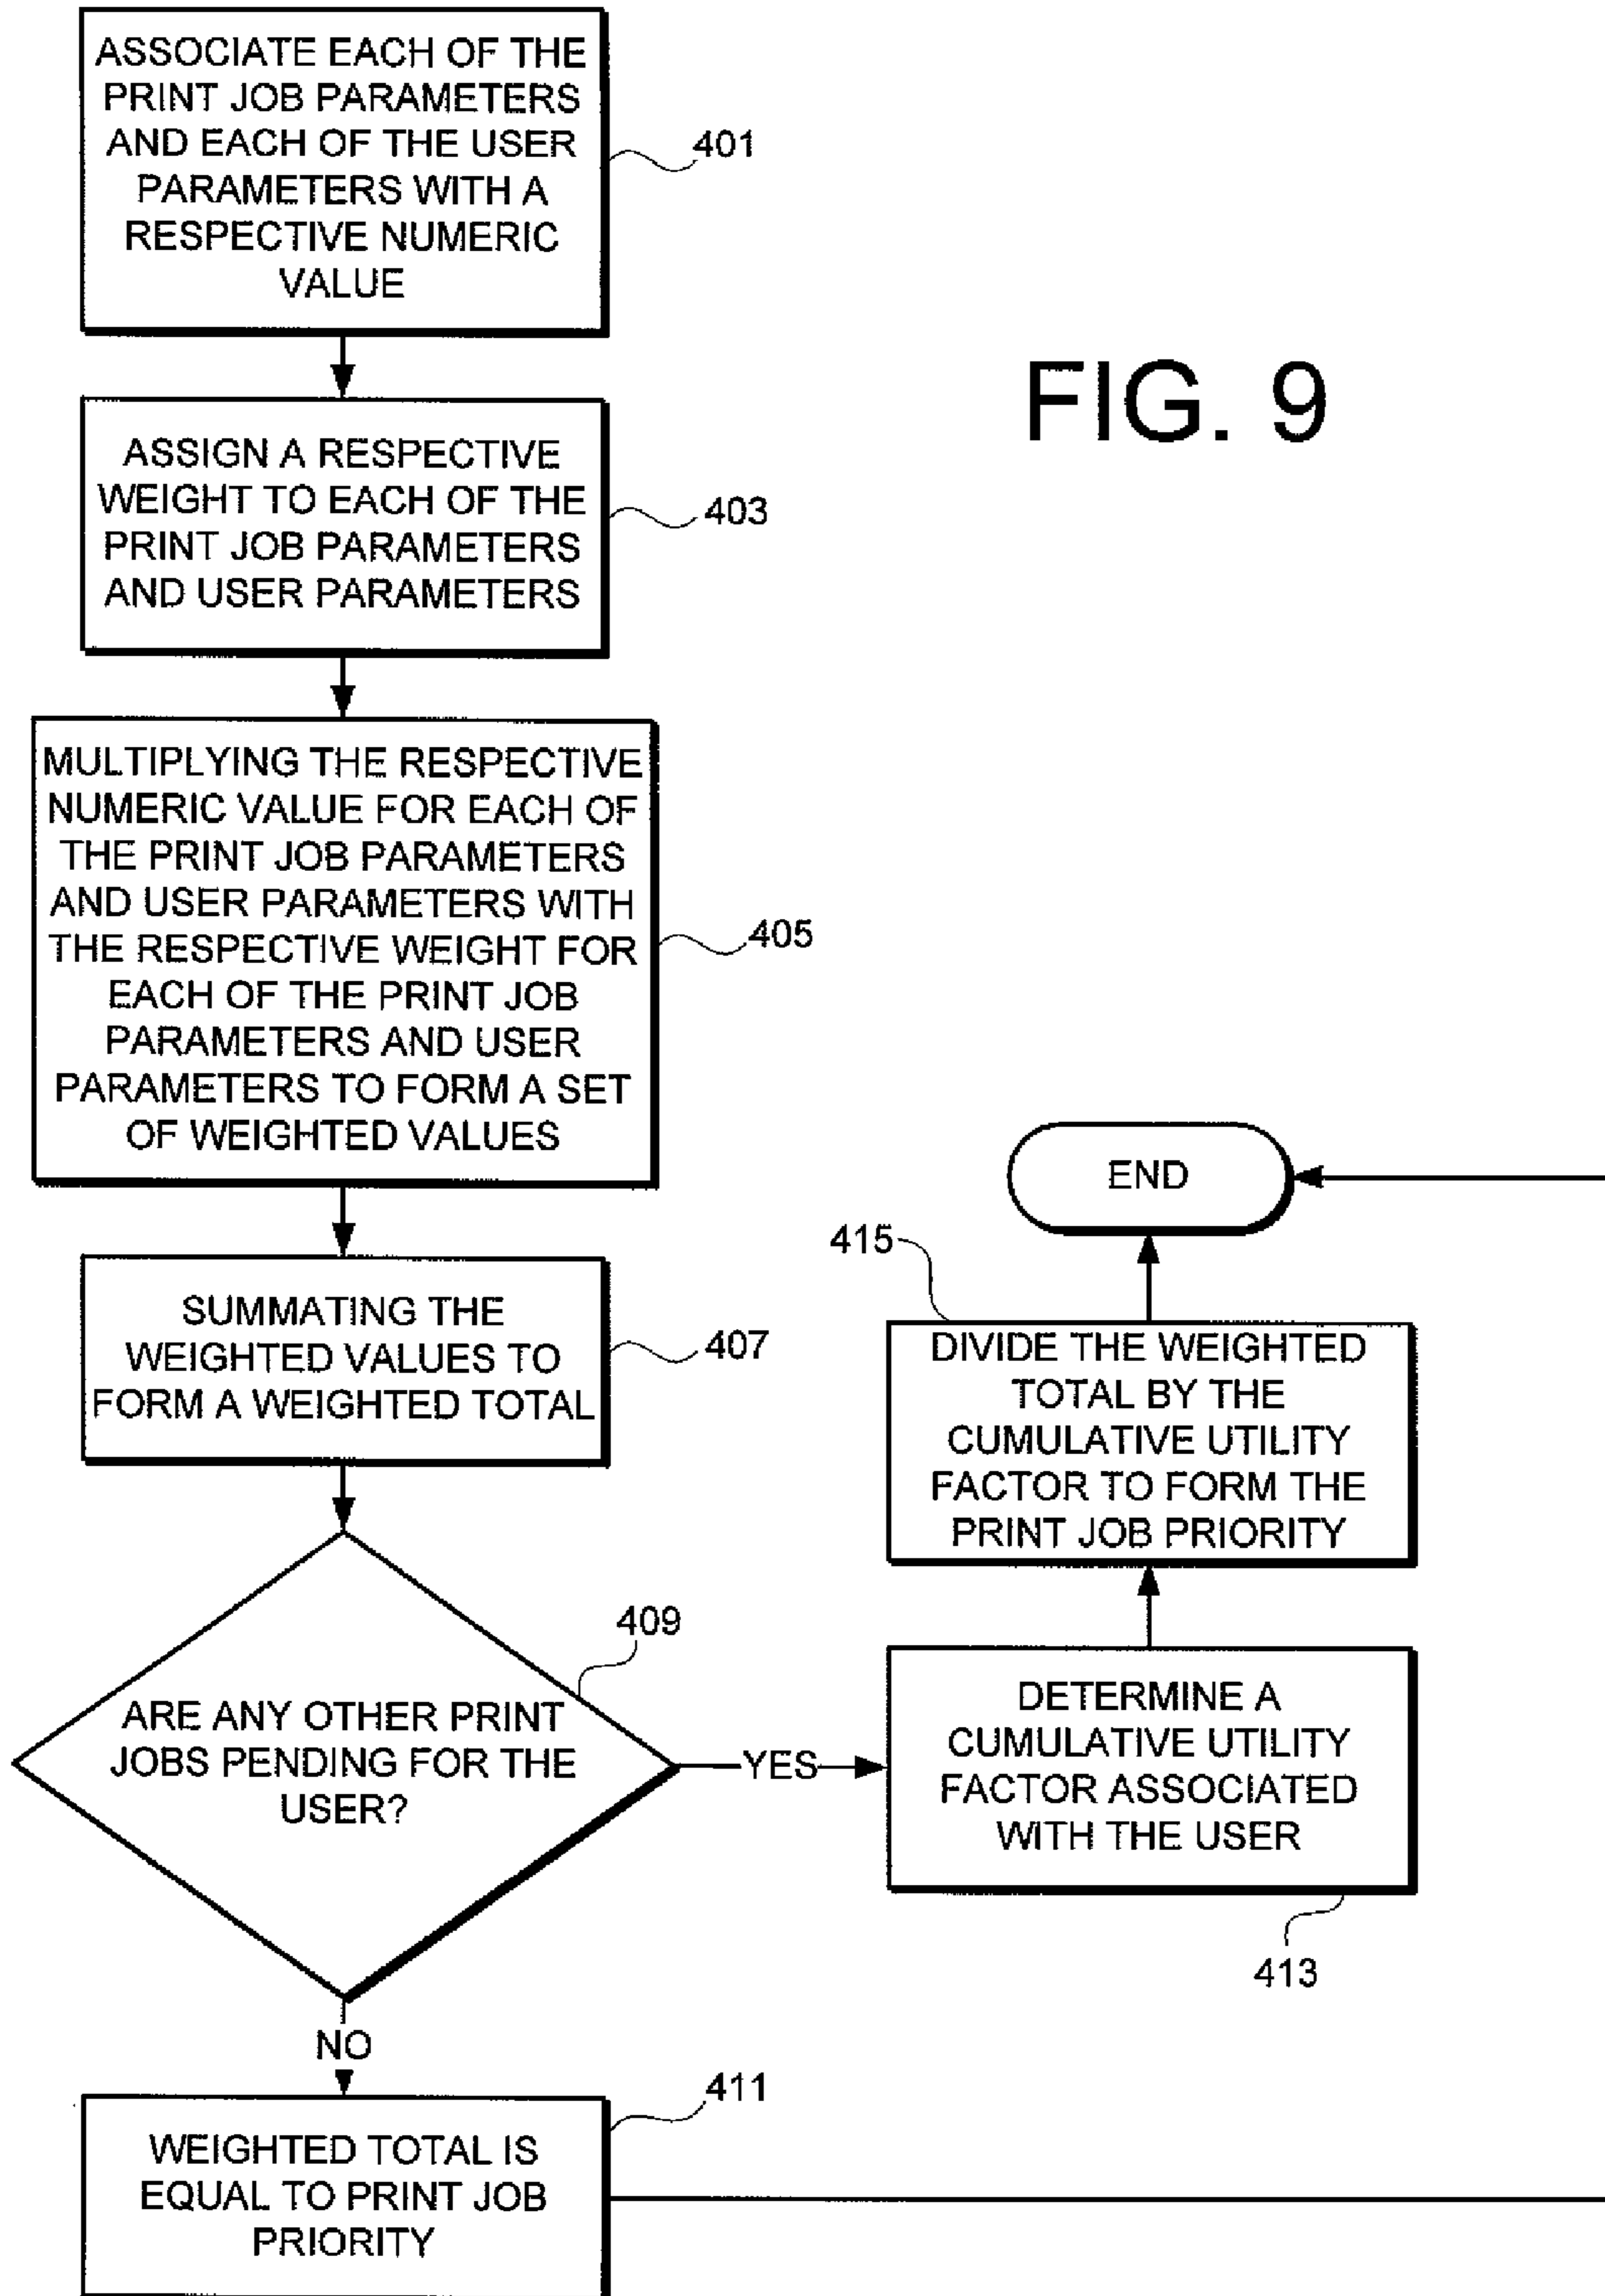 ASSOCIATE EACH OF THE
PRINT JOB PARAMETERS
AND EACH OF THE USER
PARAMETERS WITH A
RESPECTIVE NUMERIC
VALUE
401
FIG. 9
ASSIGN A RESPECTIVE
WEIGHT TO EACH OF THE
PRINT JOB PARAMETERS
AND USER PARAMETERS
403
MULTIPLYING THE RESPECTIVE
NUMERIC VALUE FOR EACH OF
THE PRINT JOB PARAMETERS
AND USER PARAMETERS WITH
THE RESPECTIVE WEIGHT FOR
EACH OF THE PRINT JOB
PARAMETERS AND USER
PARAMETERS TO FORM A SET
OF WEIGHTED VALUES
405
SUMMATING THE
WEIGHTED VALUES TO
FORM A WEIGHTED TOTAL
407
ARE ANY OTHER PRINT
JOBS PENDING FOR THE
USER?
409
YES
NO
WEIGHTED TOTAL IS
EQUAL TO PRINT JOB
PRIORITY
411
DETERMINE A
CUMULATIVE UTILITY
FACTOR ASSOCIATED
WITH THE USER
413
DIVIDE THE WEIGHTED
TOTAL BY THE
CUMULATIVE UTILITY
FACTOR TO FORM THE
PRINT JOB PRIORITY
415
END